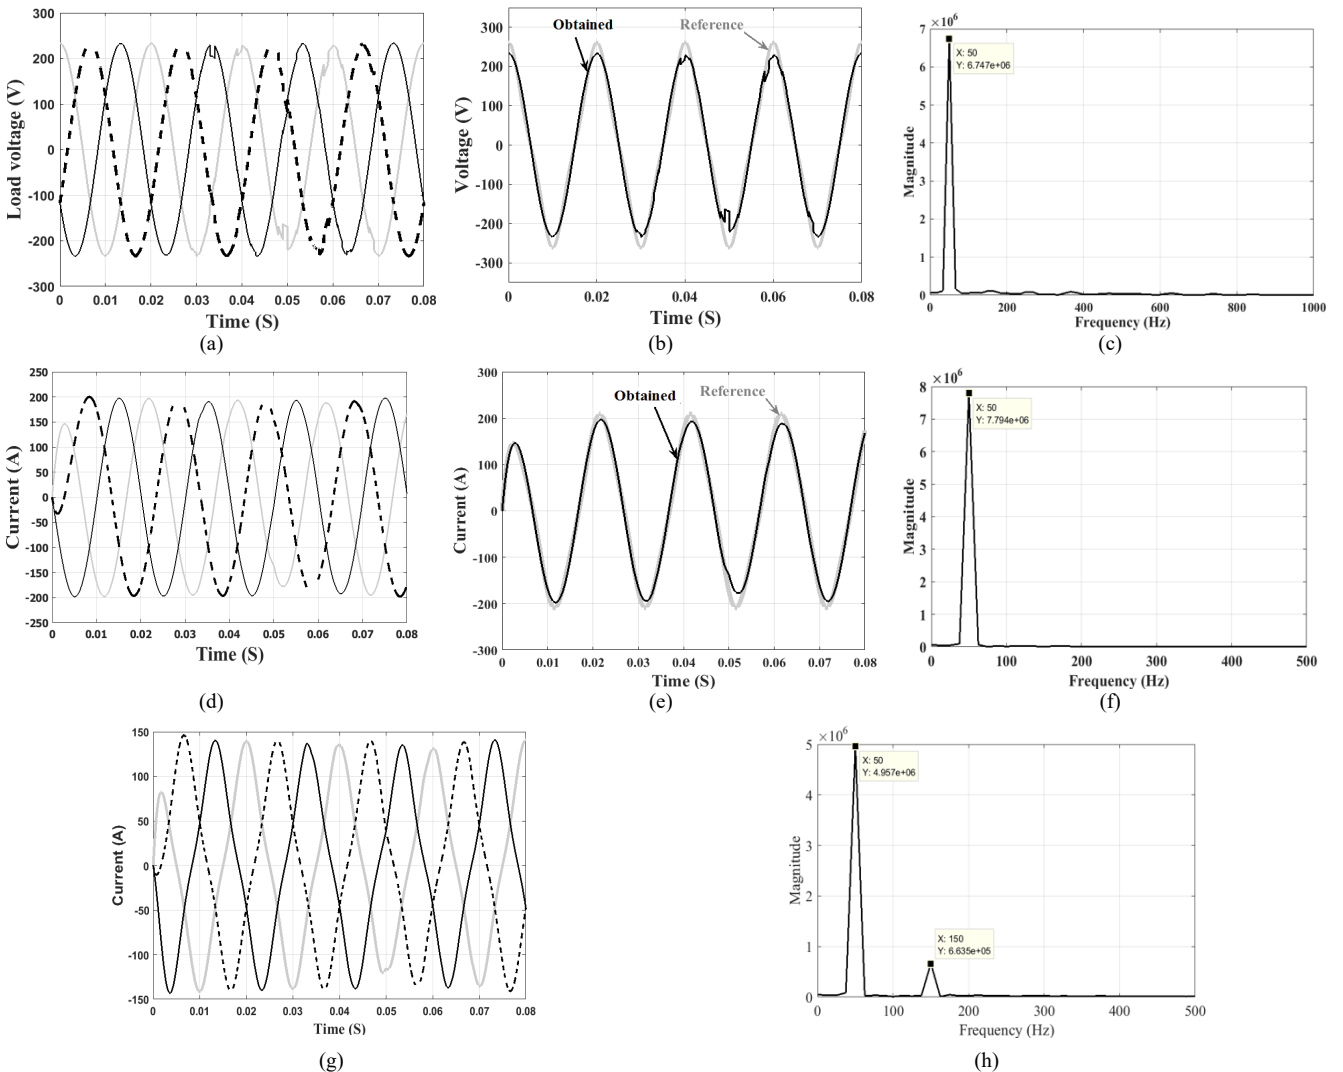 300
200
100
0
-100
-200
-300
Load voltage (V)
0 0.01 0.02 0.03 0.04 0.05 0.06 0.07 0.08
Time (S)
(a)
Obtained
Reference
300
200
100
0
-100
-200
-300
Voltage (V)
0 0.02 0.04 0.06 0.08
Time (S)
(b)
×10⁶
7
6
5
4
3
2
1
0
Magnitude
X: 50
Y: 6.747e+06
0 200 400 600 800 1000
Frequency (Hz)
(c)
250
200
150
100
50
0
-50
-100
-150
-200
-250
Current (A)
0 0.01 0.02 0.03 0.04 0.05 0.06 0.07 0.08
Time (S)
(d)
Obtained
Reference
300
200
100
0
-100
-200
-300
Current (A)
0 0.01 0.02 0.03 0.04 0.05 0.06 0.07 0.08
Time (S)
(e)
×10⁶
8
7
6
5
4
3
2
1
0
Magnitude
X: 50
Y: 7.794e+06
0 100 200 300 400 500
Frequency (Hz)
(f)
150
100
50
0
-50
-100
-150
Current (A)
0 0.01 0.02 0.03 0.04 0.05 0.06 0.07 0.08
Time (S)
(g)
×10⁶
5
4
3
2
1
0
Magnitude
X: 50
Y: 4.957e+06
X: 150
Y: 6.635e+05
0 100 200 300 400 500
Frequency (Hz)
(h)